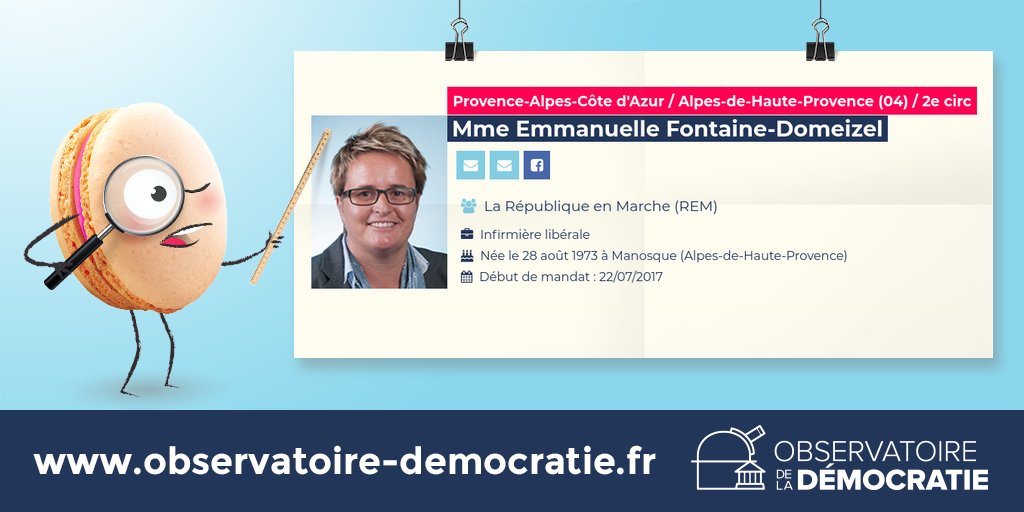 Provence-Alpes-Côte d'Azur / Alpes-de-Haute-Provence (04) / 2e circ
Mme Emmanuelle Fontaine-Domeizel
La République en Marche (REM)
Infirmière libérale
Née le 28 août 1973 à Manosque (Alpes-de-Haute-Provence)
Début de mandat : 22/07/2017
www.observatoire-democratie.fr
OBSERVATOIRE
DE LA DÉMOCRATIE